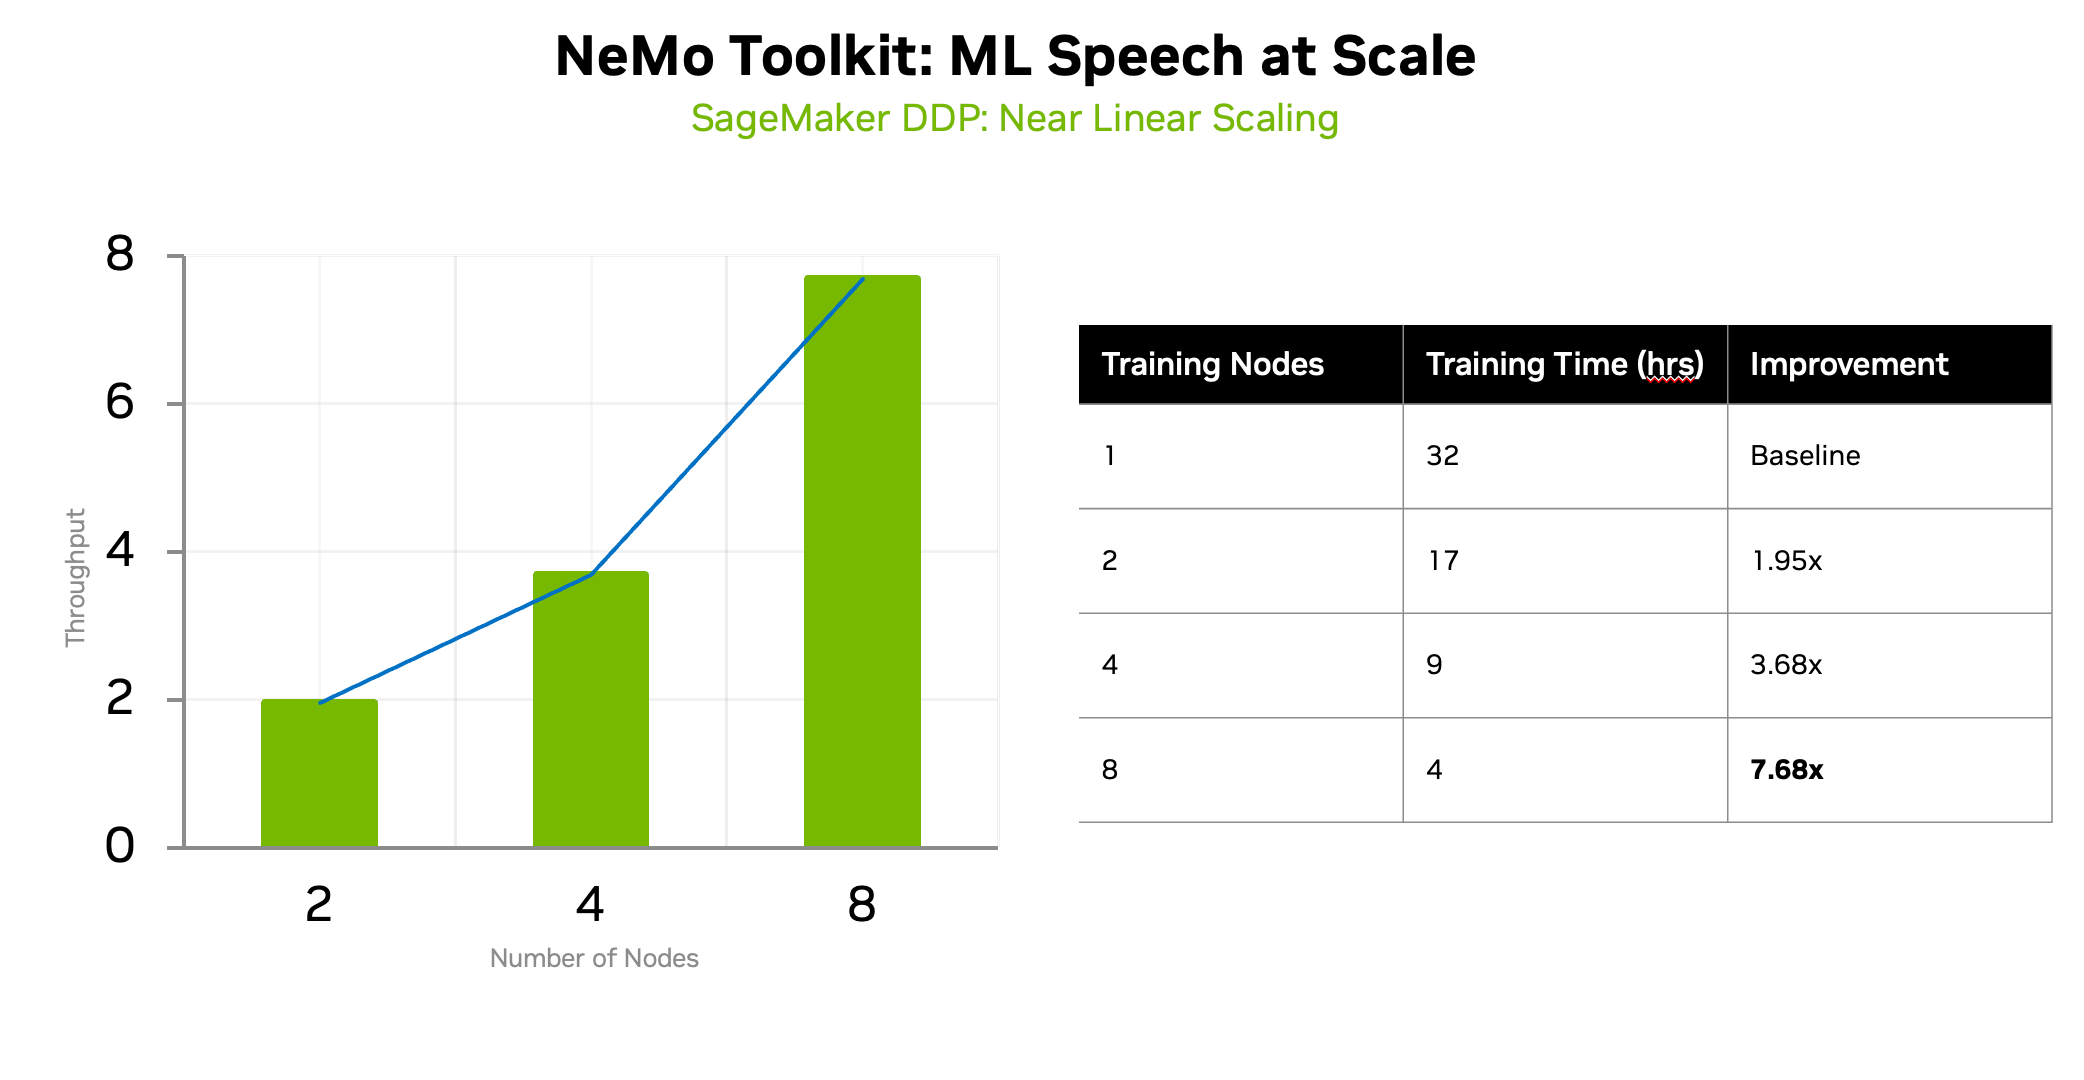 NeMo Toolkit: ML Speech at Scale
SageMaker DDP: Near Linear Scaling
8
6
4
2
0
Throughput
2 4 8
Number of Nodes
Training Nodes Training Time (hrs) Improvement
1 32 Baseline
2 17 1.95x
4 9 3.68x
8 4 7.68x